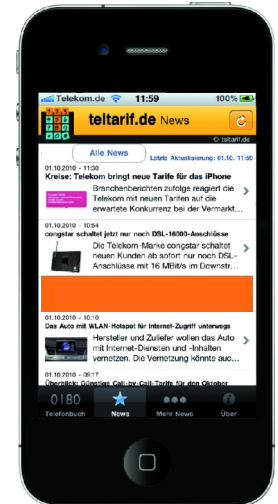 Telekom.de 11:59 100%
teltarif.de News
© teltarif.de
Alle News Letzte Aktualisierung: 01.10. 11:59
01.10.2010 - 11:30
Kreise: Telekom bringt neue Tarife für das iPhone
Branchenberichten zufolge reagiert die
Telekom mit neuen Tarifen auf die
erwartete Konkurrenz bei der Vermarkt...
01.10.2010 - 10:54
congstar schaltet jetzt nur noch DSL-16000-Anschlüsse
Die Telekom-Marke congstar schaltet
neuen Kunden ab sofort nur noch DSL-
Anschlüsse mit 16 MBit/s im Downstr...
01.10.2010 - 10:10
Das Auto mit WLAN-Hotspot für Internet-Zugriff unterwegs
Hersteller und Zuliefer wollen das Auto
mit Internet-Diensten und -Inhalten
vernetzen. Die Vernetzung könnte auc...
01.10.2010 - 09:17
Überblick: Günstige Call-by-Call-Tarife für den Oktober
0180
Telefonbuch News Mehr News Über